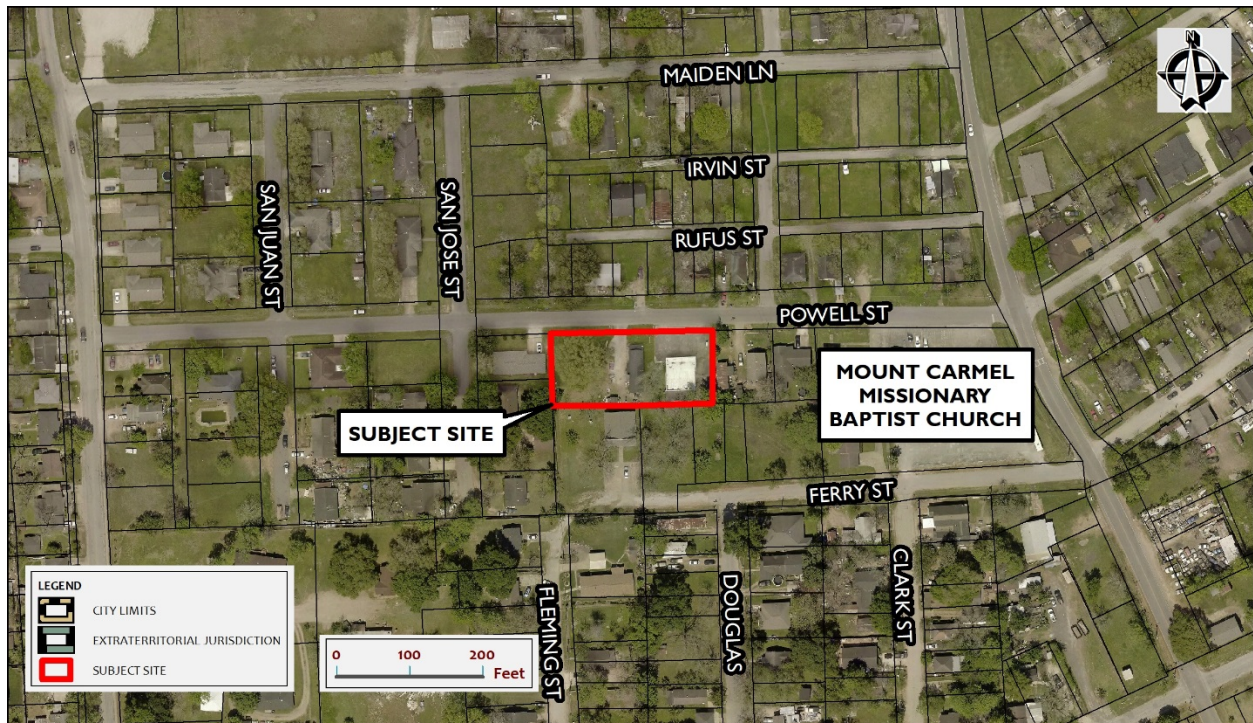 N
MAIDEN LN
IRVIN ST
SAN JUAN ST
SAN JOSE ST
RUFUS ST
POWELL ST
MOUNT CARMEL
MISSIONARY
BAPTIST CHURCH
SUBJECT SITE
FERRY ST
FLEMING ST
DOUGLAS
CLARK ST
LEGEND
CITY LIMITS
EXTRATERRITORIAL JURISDICTION
SUBJECT SITE
0 100 200
Feet